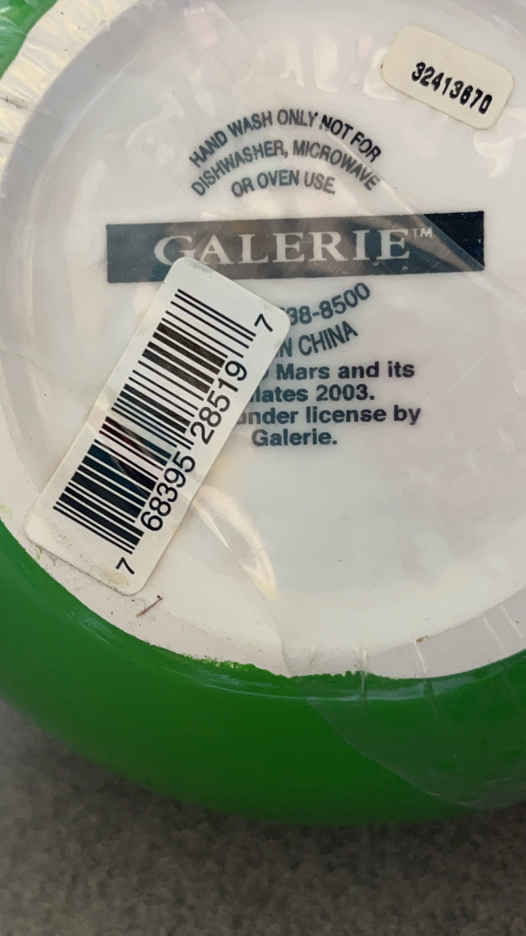 32413670
HAND WASH ONLY NOT FOR
DISHWASHER, MICROWAVE
OR OVEN USE.
GALERIE™
38-8500
CHINA
Mars and its
2003.
under license by
Galerie.
7 68395 28519 7